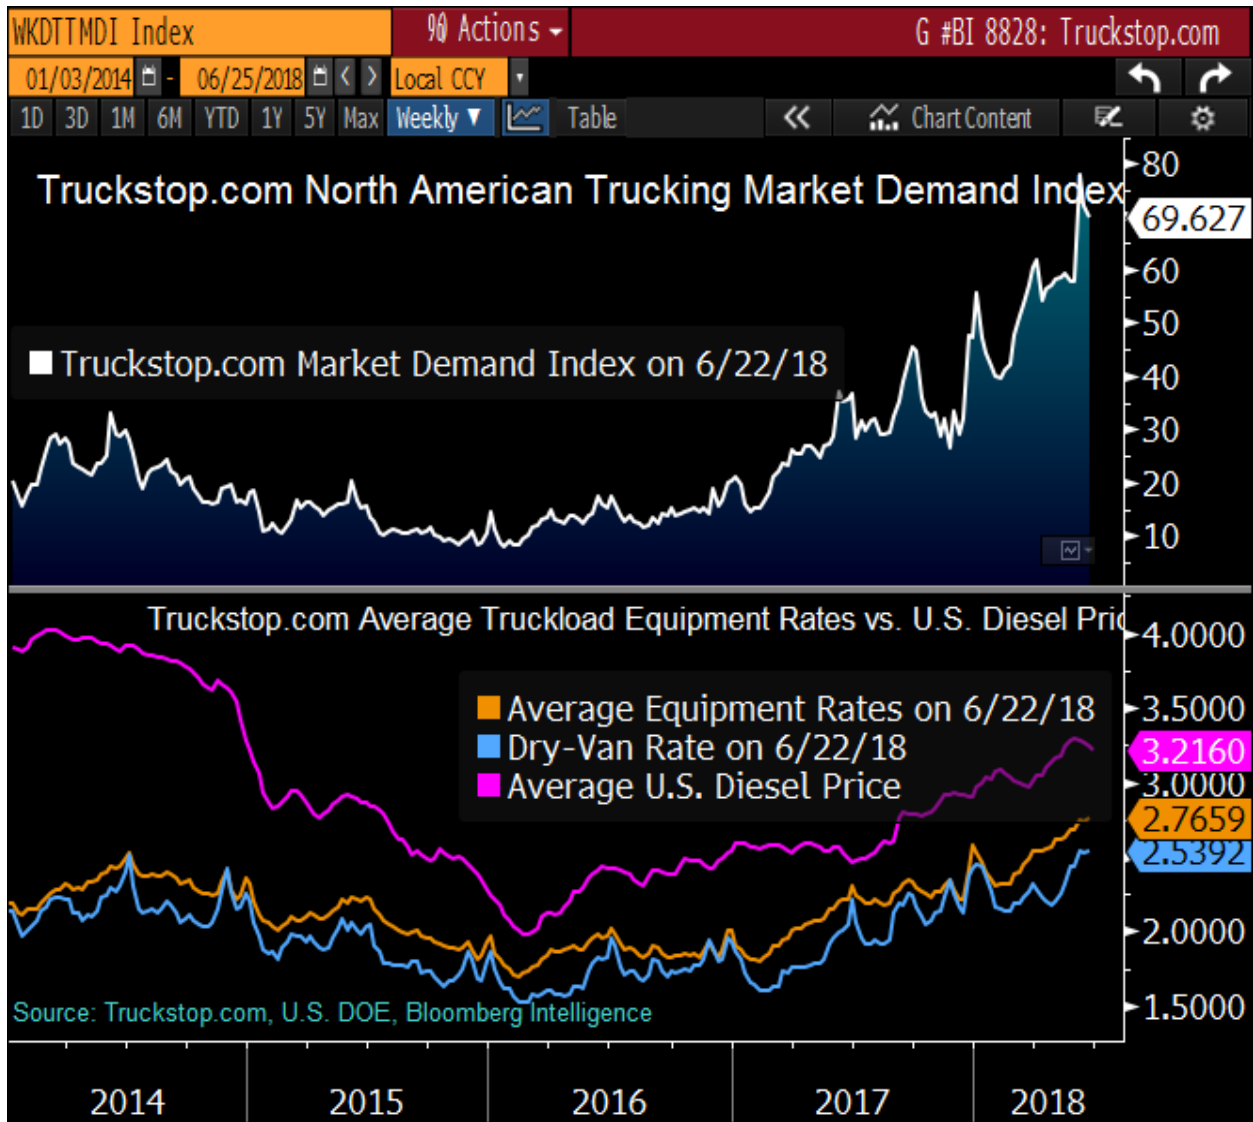 WKDTTMDI Index 90 Actions G #BI 8828: Truckstop.com
01/03/2014 - 06/25/2018 Local CCY
1D 3D 1M 6M YTD 1Y 5Y Max Weekly Table Chart Content
Truckstop.com North American Trucking Market Demand Index
80
69.627
60
50
Truckstop.com Market Demand Index on 6/22/18
40
30
20
10
Truckstop.com Average Truckload Equipment Rates vs. U.S. Diesel Pric
4.0000
Average Equipment Rates on 6/22/18
3.5000
Dry-Van Rate on 6/22/18
3.2160
Average U.S. Diesel Price
3.0000
2.7659
2.5392
2.0000
1.5000
Source: Truckstop.com, U.S. DOE, Bloomberg Intelligence
2014 2015 2016 2017 2018